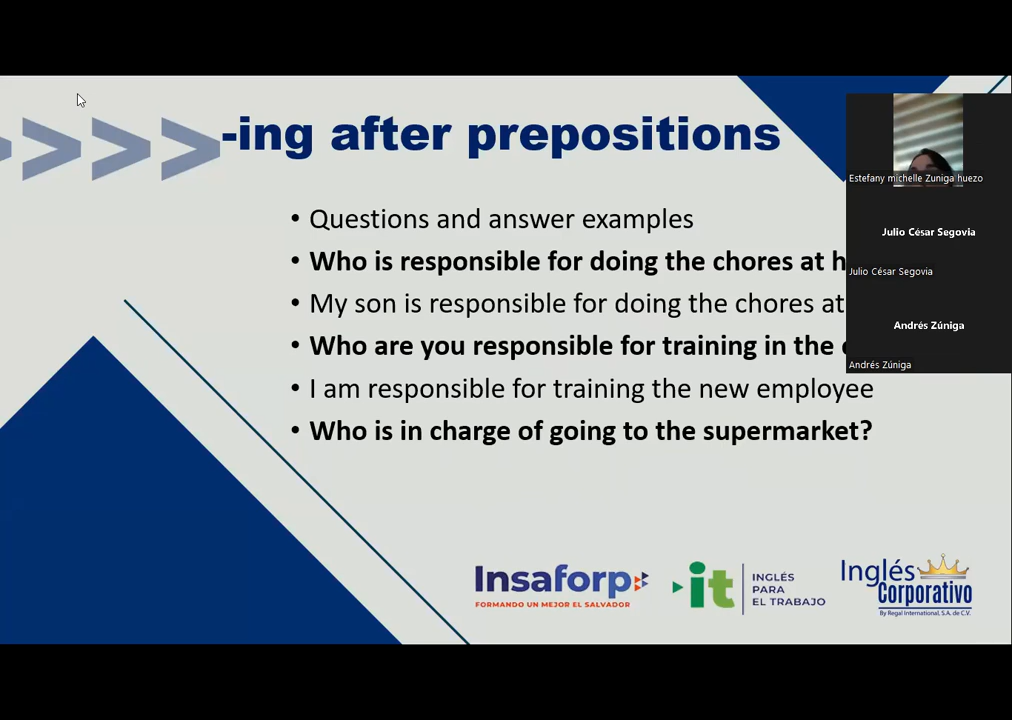 -ing after prepositions
• Questions and answer examples
• Who is responsible for doing the chores at
• My son is responsible for doing the chores at
• Who are you responsible for training in the
• I am responsible for training the new employee
• Who is in charge of going to the supermarket?
Estefany michelle Zuniga huezo
Julio César Segovia
Julio César Segovia
Andrés Zúniga
Andrés Zúniga
Insaforp
FORMANDO UN MEJOR EL SALVADOR
it
INGLÉS
PARA
EL TRABAJO
Inglés
Corporativo
By Regal International, S.A. de C.V.